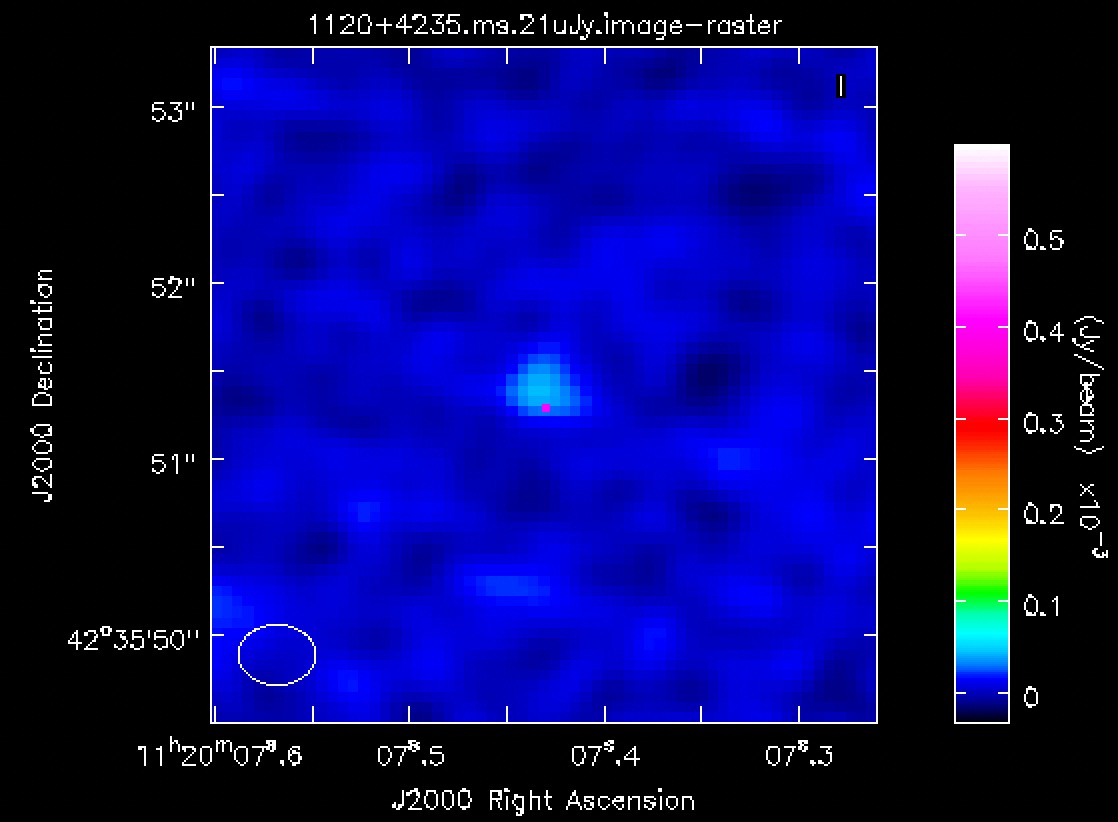 1120+4235.ms.21uJy.image-raster
I
53"
52"
51"
42°35'50"
J2000 Declination
11ʰ20ᵐ07ˢ.6
07ˢ.5
07ˢ.4
07ˢ.3
J2000 Right Ascension
0.5
0.4
0.3
0.2
0.1
0
(Jy/beam) x10⁻³